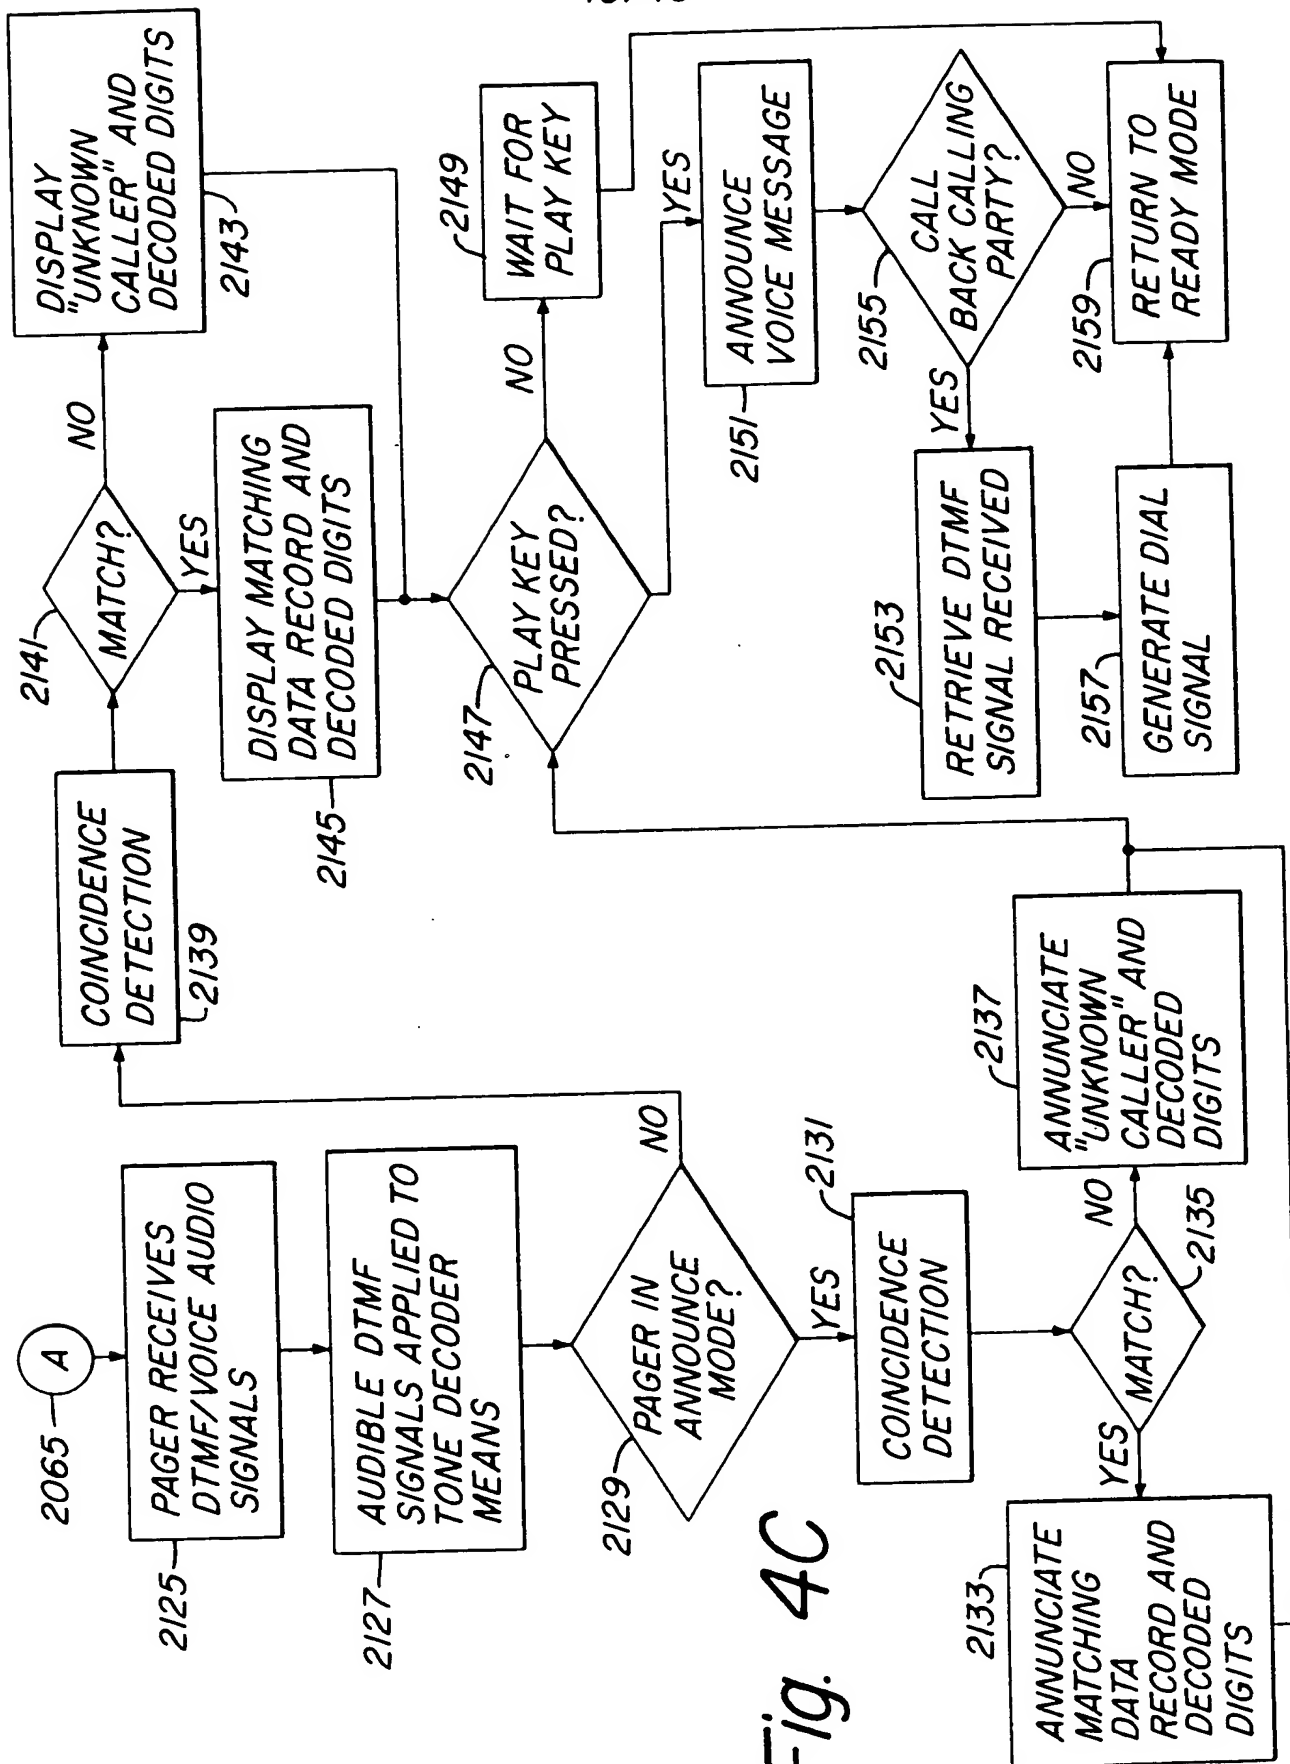 2065
A
PAGER RECEIVES
DTMF/VOICE AUDIO
SIGNALS
2125
AUDIBLE DTMF
SIGNALS APPLIED TO
TONE DECODER
MEANS
2127
PAGER IN
ANNOUNCE
MODE?
2129
NO
YES
COINCIDENCE
DETECTION
2131
MATCH?
2135
YES
NO
ANNUNCIATE
MATCHING
DATA
RECORD AND
DECODED
DIGITS
2133
ANNUNCIATE
"UNKNOWN
CALLER" AND
DECODED
DIGITS
2137
COINCIDENCE
DETECTION
2139
2141
MATCH?
NO
YES
DISPLAY
"UNKNOWN
CALLER" AND
DECODED DIGITS
2143
DISPLAY MATCHING
DATA RECORD AND
DECODED DIGITS
2145
PLAY KEY
PRESSED?
2147
NO
YES
2149
WAIT FOR
PLAY KEY
ANNOUNCE
VOICE MESSAGE
2151
CALL
BACK CALLING
PARTY?
2155
YES
NO
RETRIEVE DTMF
SIGNAL RECEIVED
2153
GENERATE DIAL
SIGNAL
2157
RETURN TO
READY MODE
2159
Fig. 4C